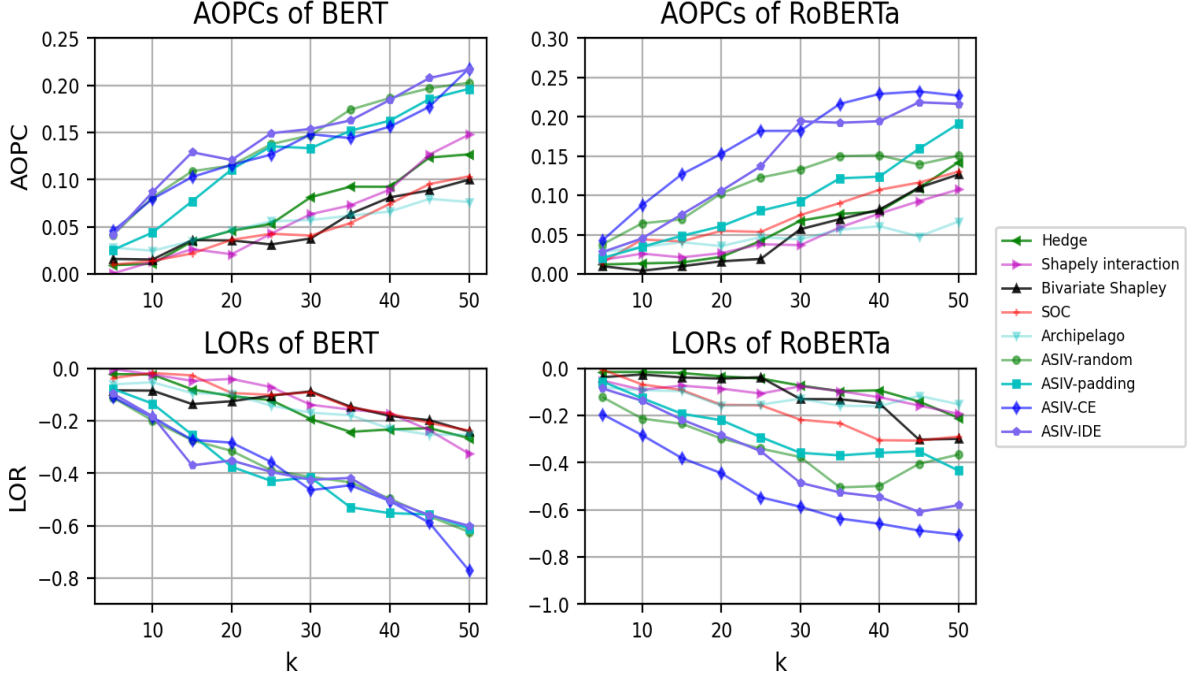 AOPCs of BERT
AOPCs of RoBERTa
AOPC
0.25
0.20
0.15
0.10
0.05
0.00
10 20 30 40 50
0.30
0.25
0.20
0.15
0.10
0.05
0.00
10 20 30 40 50
LORs of BERT
LORs of RoBERTa
LOR
0.0
−0.2
−0.4
−0.6
−0.8
10 20 30 40 50
k
0.0
−0.2
−0.4
−0.6
−0.8
−1.0
10 20 30 40 50
k
Hedge
Shapely interaction
Bivariate Shapley
SOC
Archipelago
ASIV-random
ASIV-padding
ASIV-CE
ASIV-IDE